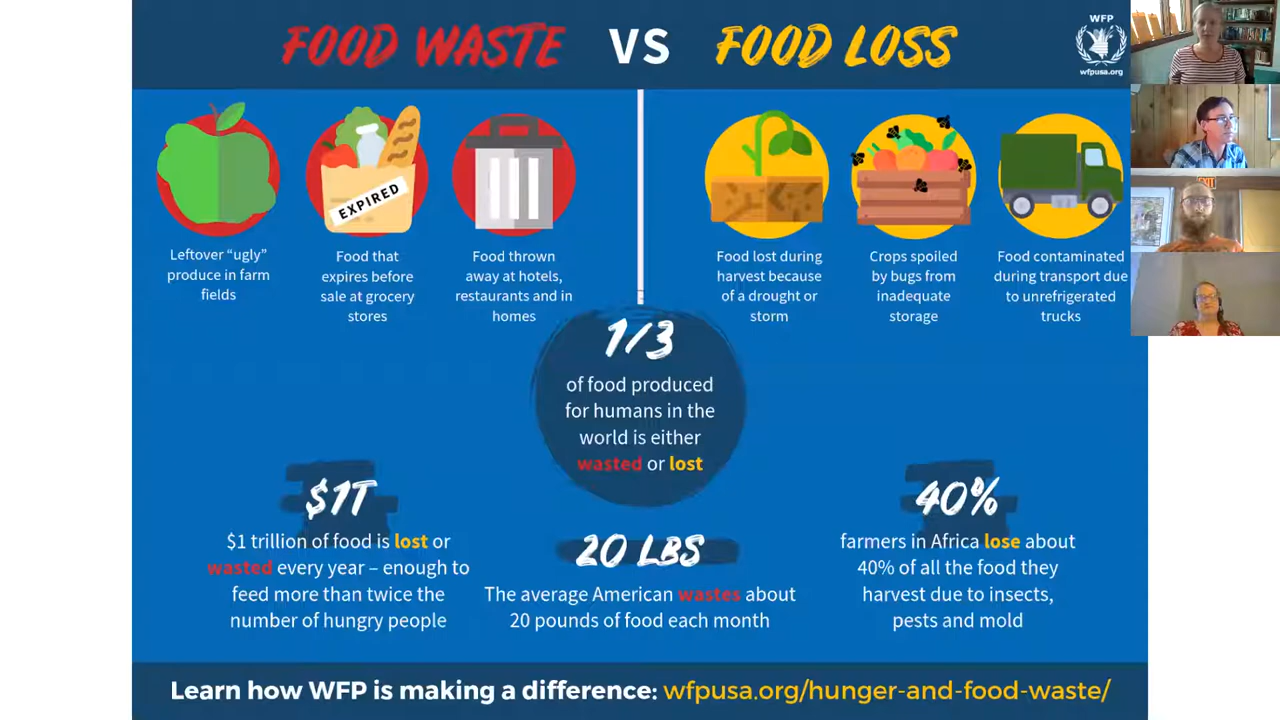 FOOD WASTE VS FOOD LOSS
WFP
wfpusa.org
EXPIRED
Leftover “ugly”
produce in farm
fields
Food that
expires before
sale at grocery
stores
Food thrown
away at hotels,
restaurants and in
homes
Food lost during
harvest because
of a drought or
storm
Crops spoiled
by bugs from
inadequate
storage
Food contaminated
during transport due
to unrefrigerated
trucks
1/3
of food produced
for humans in the
world is either
wasted or lost
$1T
$1 trillion of food is lost or
wasted every year – enough to
feed more than twice the
number of hungry people
20 LBS
The average American wastes about
20 pounds of food each month
40%
farmers in Africa lose about
40% of all the food they
harvest due to insects,
pests and mold
Learn how WFP is making a difference: wfpusa.org/hunger-and-food-waste/